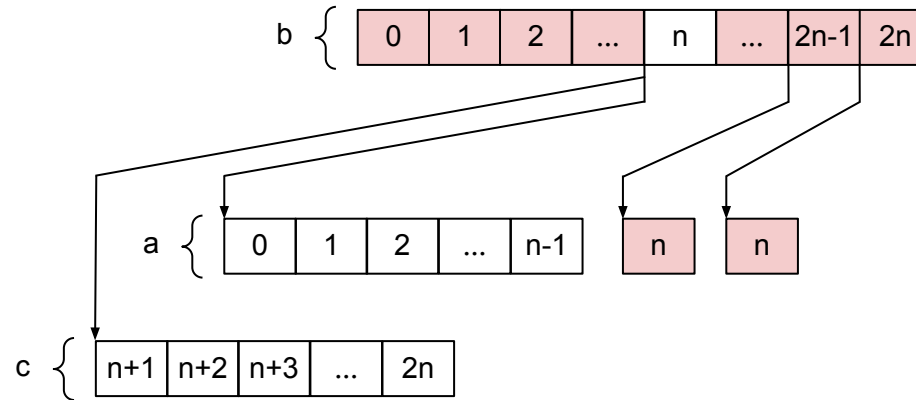 b 0 1 2 ... n ... 2n-1 2n
a 0 1 2 ... n-1 n n
c n+1 n+2 n+3 ... 2n